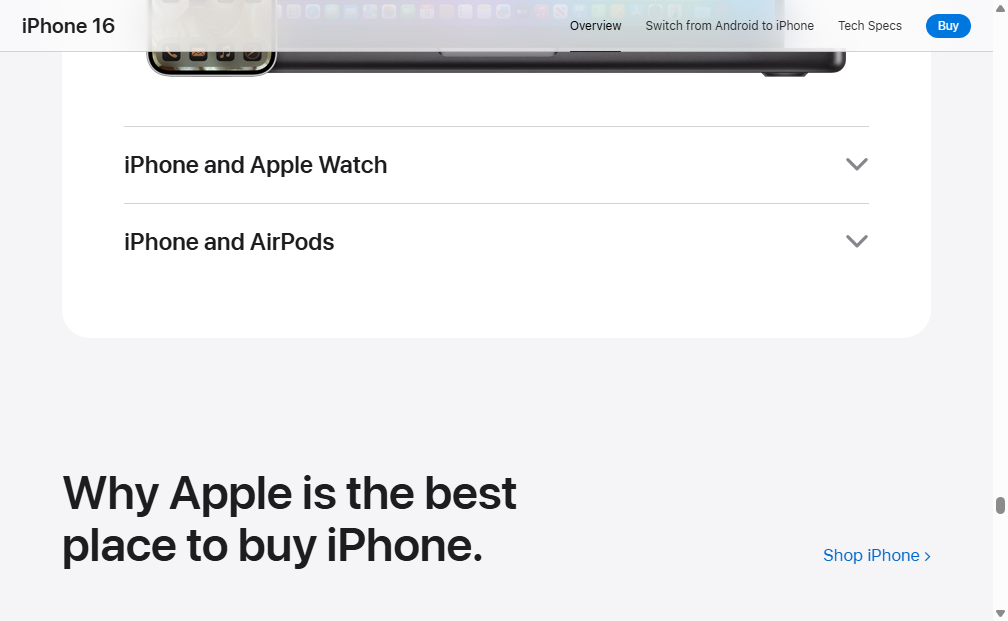 iPhone 16
Overview
Switch from Android to iPhone
Tech Specs
Buy
iPhone and Apple Watch
iPhone and AirPods
Why Apple is the best
place to buy iPhone.
Shop iPhone >